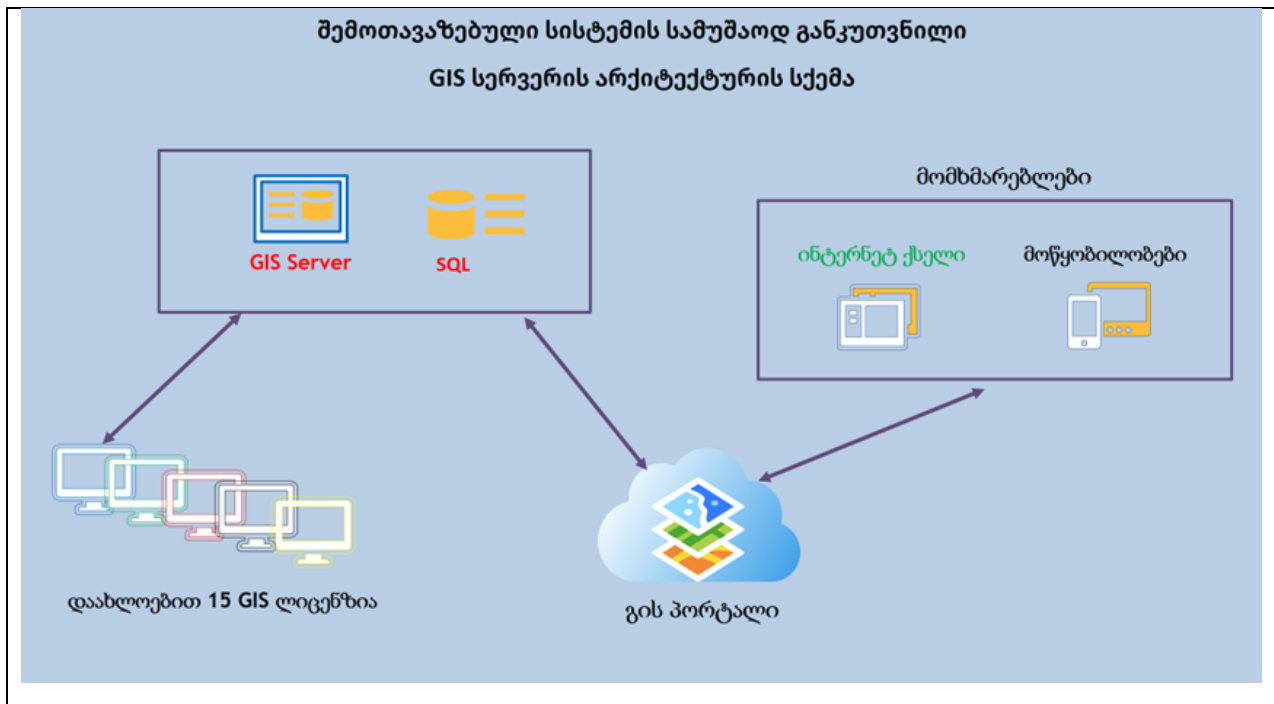 შემოთავაზებული სისტემის სამუშაოდ განკუთვნილი
GIS სერვერის არქიტექტურის სქემა
მომხმარებლები
GIS Server
SQL
ინტერნეტ ქსელი
მოწყობილობები
დაახლოებით 15 GIS ლიცენზია
გის პორტალი